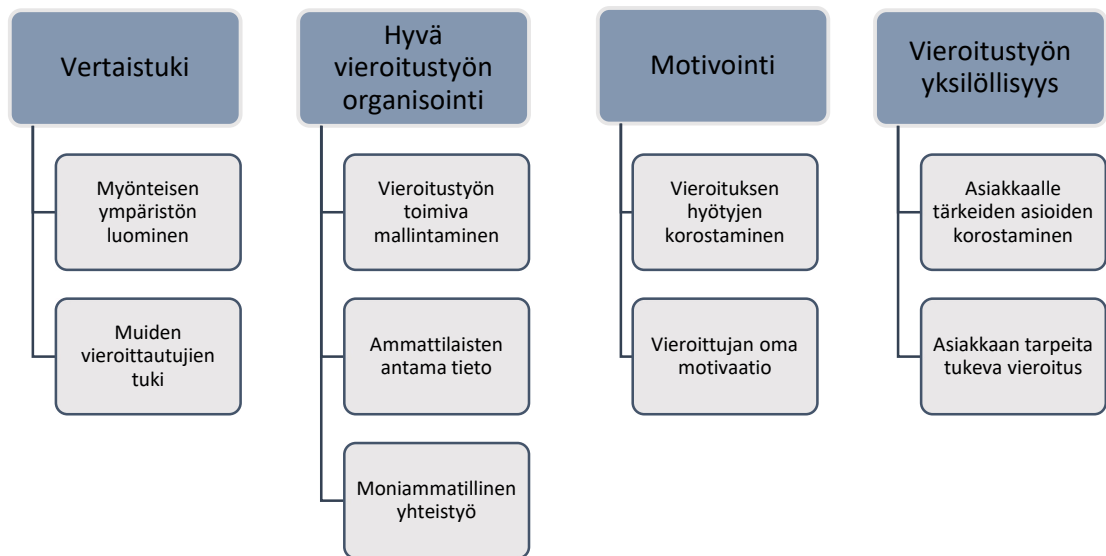 Vertaistuki
Myönteisen
ympäristön
luominen
Muiden
vieroittautujien
tuki
Hyvä
vieroitustyön
organisointi
Vieroitustyön
toimiva
mallintaminen
Ammattilaisten
antama tieto
Moniammatillinen
yhteistyö
Motivointi
Vieroituksen
hyötyjen
korostaminen
Vieroittujan oma
motivaatio
Vieroitustyön
yksilöllisyys
Asiakkaalle
tärkeiden asioiden
korostaminen
Asiakkaan tarpeita
tukeva vieroitus